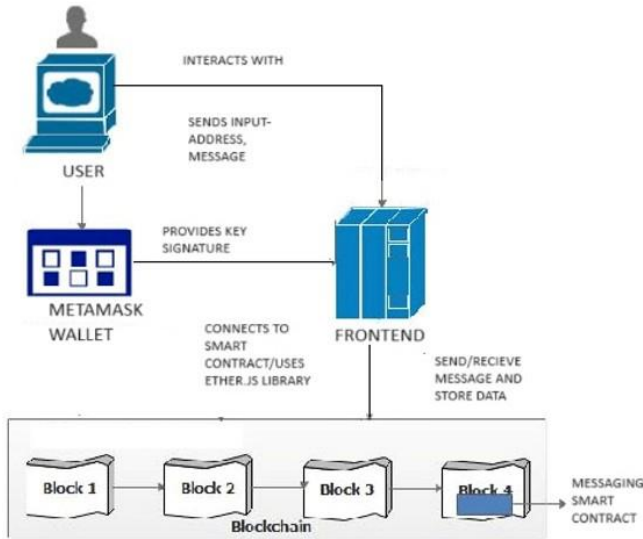 INTERACTS WITH
SENDS INPUT-
ADDRESS,
MESSAGE
USER
PROVIDES KEY
SIGNATURE
METAMASK
WALLET
FRONTEND
CONNECTS TO
SMART
CONTRACT/USES
ETHER.JS LIBRARY
SEND/RECIEVE
MESSAGE AND
STORE DATA
Block 1
Block 2
Block 3
Block 4
Blockchain
MESSAGING
SMART
CONTRACT